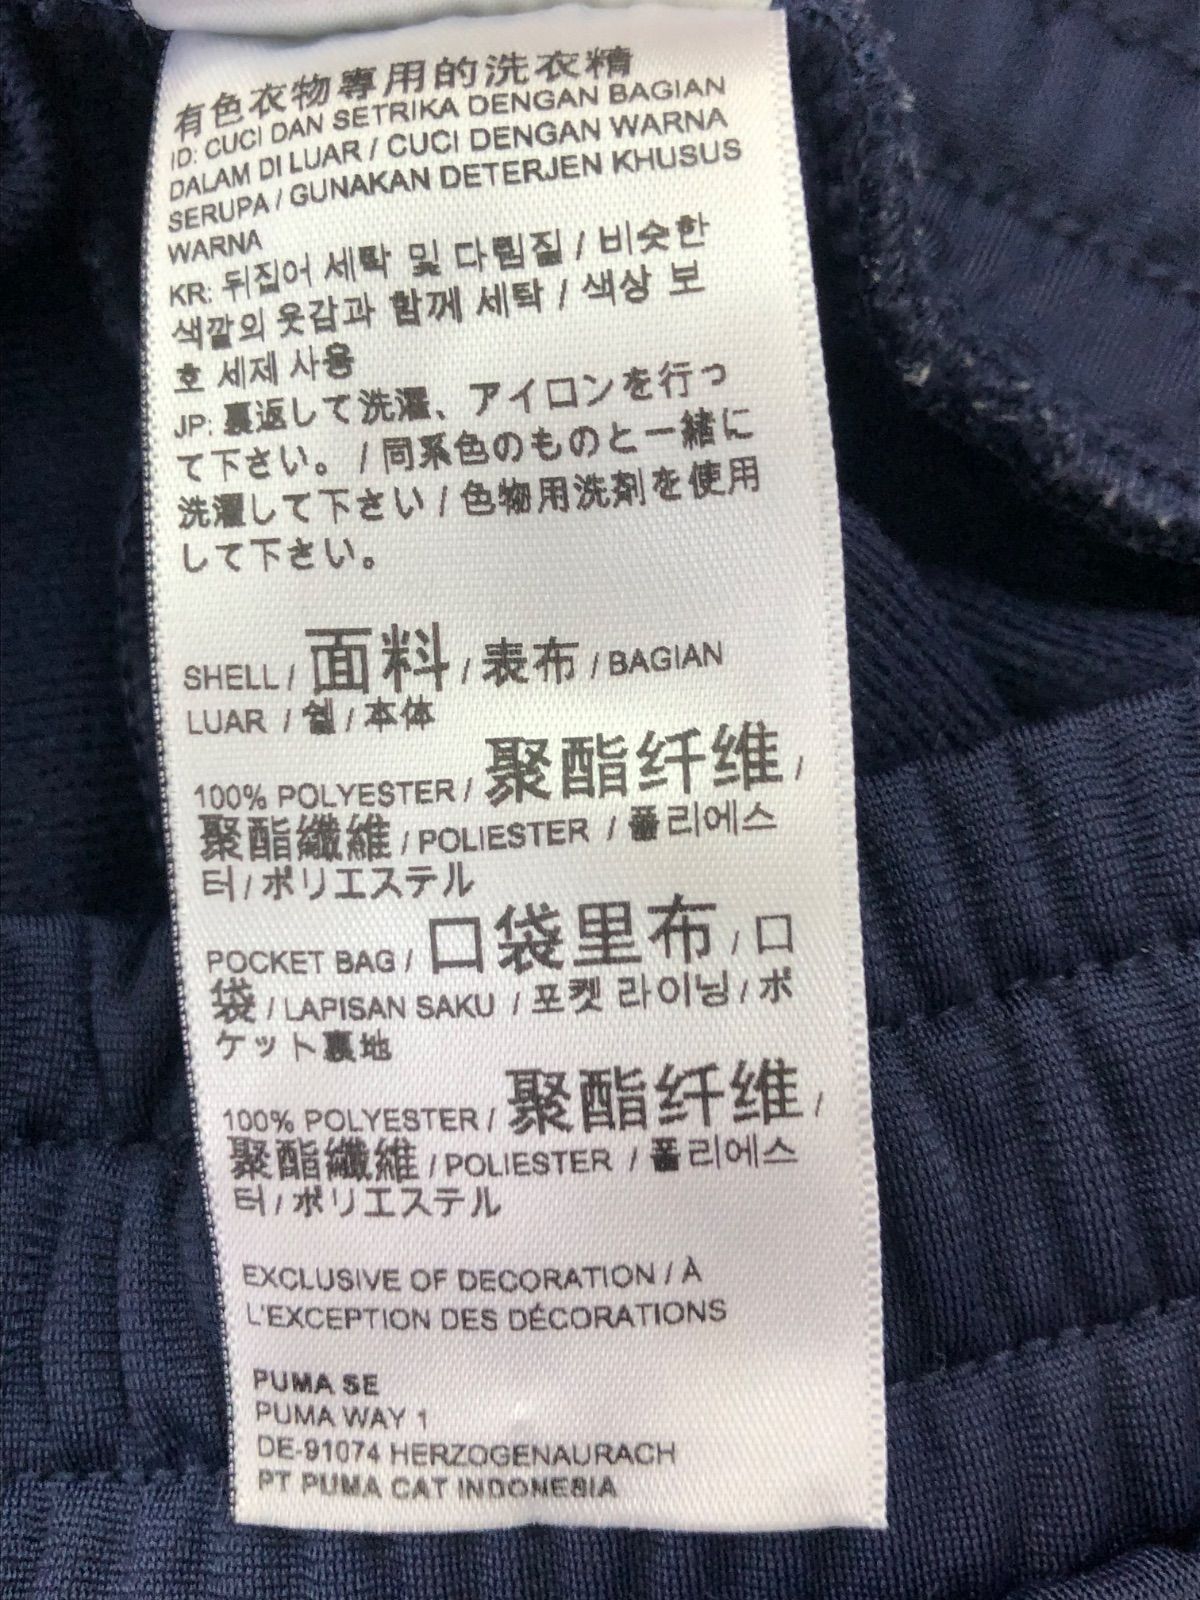 有色衣物專用的洗衣精
ID: CUCI DAN SETRIKA DENGAN BAGIAN
DALAM DI LUAR / CUCI DENGAN WARNA
SERUPA / GUNAKAN DETERJEN KHUSUS
WARNA
KR: 뒤집어 세탁 및 다림질 / 비슷한
색깔의 옷감과 함께 세탁 / 색상 보
호 세제 사용
JP: 裏返して洗濯、アイロンを行っ
て下さい。 / 同系色のものと一緒に
洗濯して下さい / 色物用洗剤を使用
して下さい。
SHELL / 面料 / 表布 / BAGIAN
LUAR / 쉘 / 本体
100% POLYESTER / 聚酯纤维 /
聚酯纖維 / POLIESTER / 폴리에스
터 / ポリエステル
POCKET BAG / 口袋里布 / 口
袋 / LAPISAN SAKU / 포켓 라이닝 / ポ
ケット裏地
100% POLYESTER / 聚酯纤维 /
聚酯纖維 / POLIESTER / 폴리에스
터 / ポリエステル
EXCLUSIVE OF DECORATION / À
L'EXCEPTION DES DÉCORATIONS
PUMA SE
PUMA WAY 1
DE-91074 HERZOGENAURACH
PT PUMA CAT INDONESIA